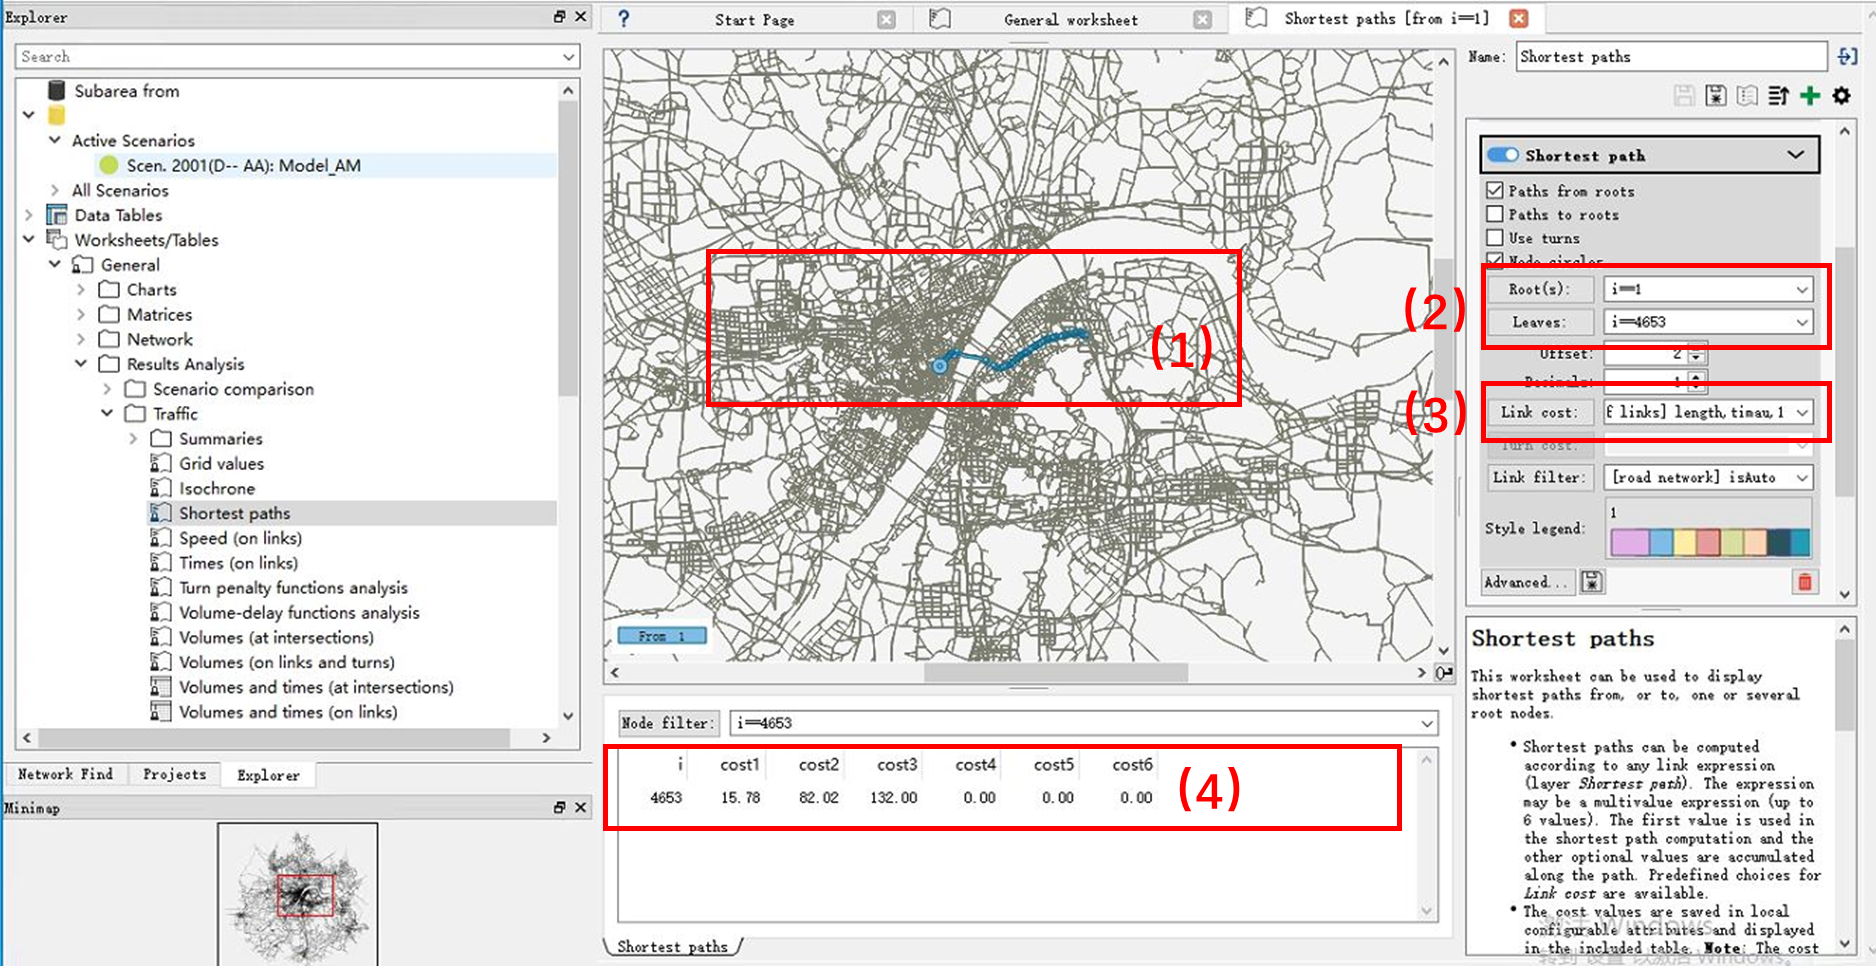 Explorer
Search
Subarea from
Active Scenarios
Scen. 2001(D-- AA): Model_AM
All Scenarios
Data Tables
Worksheets/Tables
General
Charts
Matrices
Network
Results Analysis
Scenario comparison
Traffic
Summaries
Grid values
Isochrone
Shortest paths
Speed (on links)
Times (on links)
Turn penalty functions analysis
Volume-delay functions analysis
Volumes (at intersections)
Volumes (on links and turns)
Volumes and times (at intersections)
Volumes and times (on links)
Network Find Projects Explorer
Minimap
? Start Page General worksheet Shortest paths [from i==1]
(1)
From 1
Node filter: i==4653
i cost1 cost2 cost3 cost4 cost5 cost6
4653 15.78 82.02 132.00 0.00 0.00 0.00
(4)
Shortest paths
Name: Shortest paths
Shortest path
Paths from roots
Paths to roots
Use turns
Node circles
(2)
Root(s): i==1
Leaves: i==4653
Offset: 2
Decimals: 1
(3)
Link cost: f links] length,timau,1
Turn cost:
Link filter: [road network] isAuto
Style legend: 1
Advanced...
Shortest paths
This worksheet can be used to display
shortest paths from, or to, one or several
root nodes.
• Shortest paths can be computed
according to any link expression
(layer Shortest path). The expression
may be a multivalue expression (up to
6 values). The first value is used in
the shortest path computation and the
other optional values are accumulated
along the path. Predefined choices for
Link cost are available.
• The cost values are saved in local
configurable attributes and displayed
in the included table. Note: The cost
激活 Windows
转到"设置"以激活 Windows。